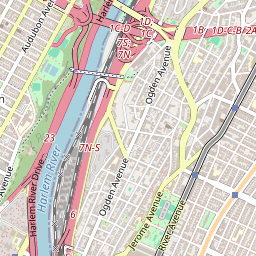 Audubon Avenue
Harlem
1C-D
7S;
7N
1D
1C
1B
1D-C-B/2A
Ogden Avenue
23
7N-S
Harlem River Drive
Harlem River
Ogden Avenue
Avenue
6
Jerome Avenue
River Avenue